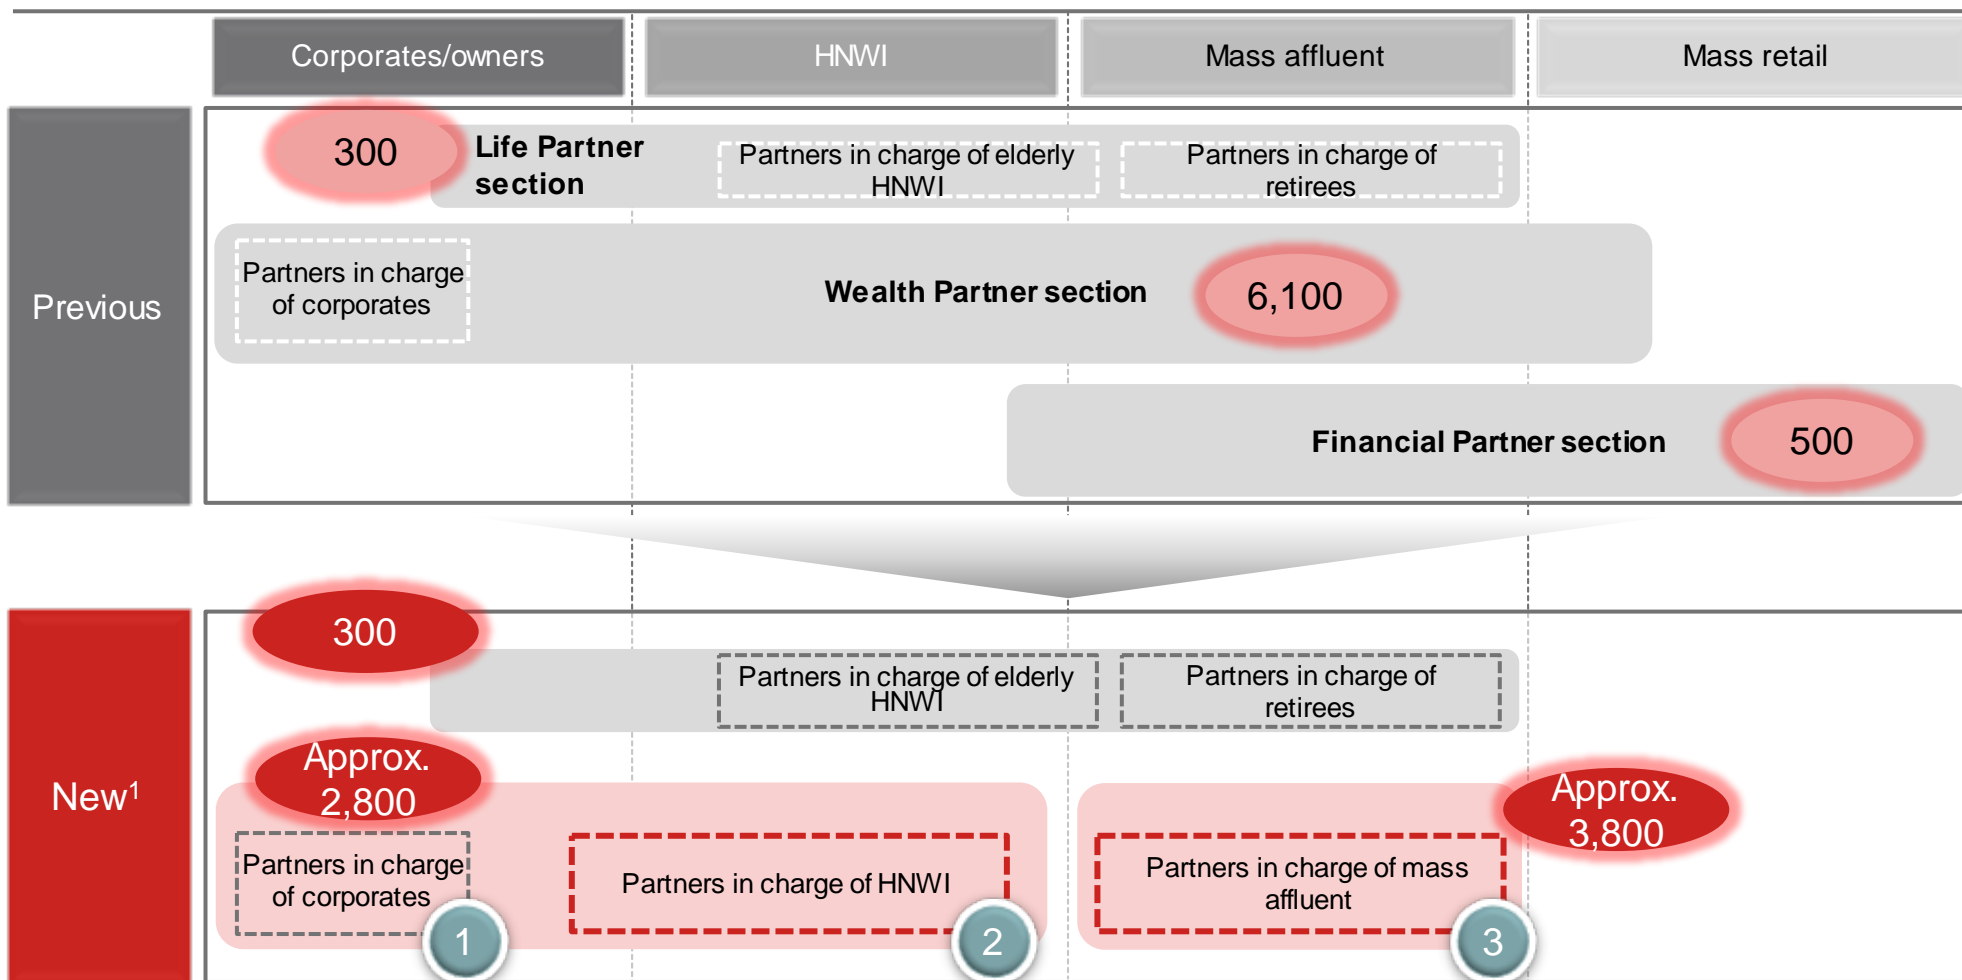 Corporates/owners
HNWI
Mass affluent
Mass retail
Previous
300
Life Partner
section
Partners in charge of elderly
HNWI
Partners in charge of
retirees
Partners in charge
of corporates
Wealth Partner section
6,100
Financial Partner section
500
New1
300
Partners in charge of elderly
HNWI
Partners in charge of
retirees
Approx.
2,800
Partners in charge
of corporates
1
Partners in charge of HNWI
2
Partners in charge of mass
affluent
3
Approx.
3,800